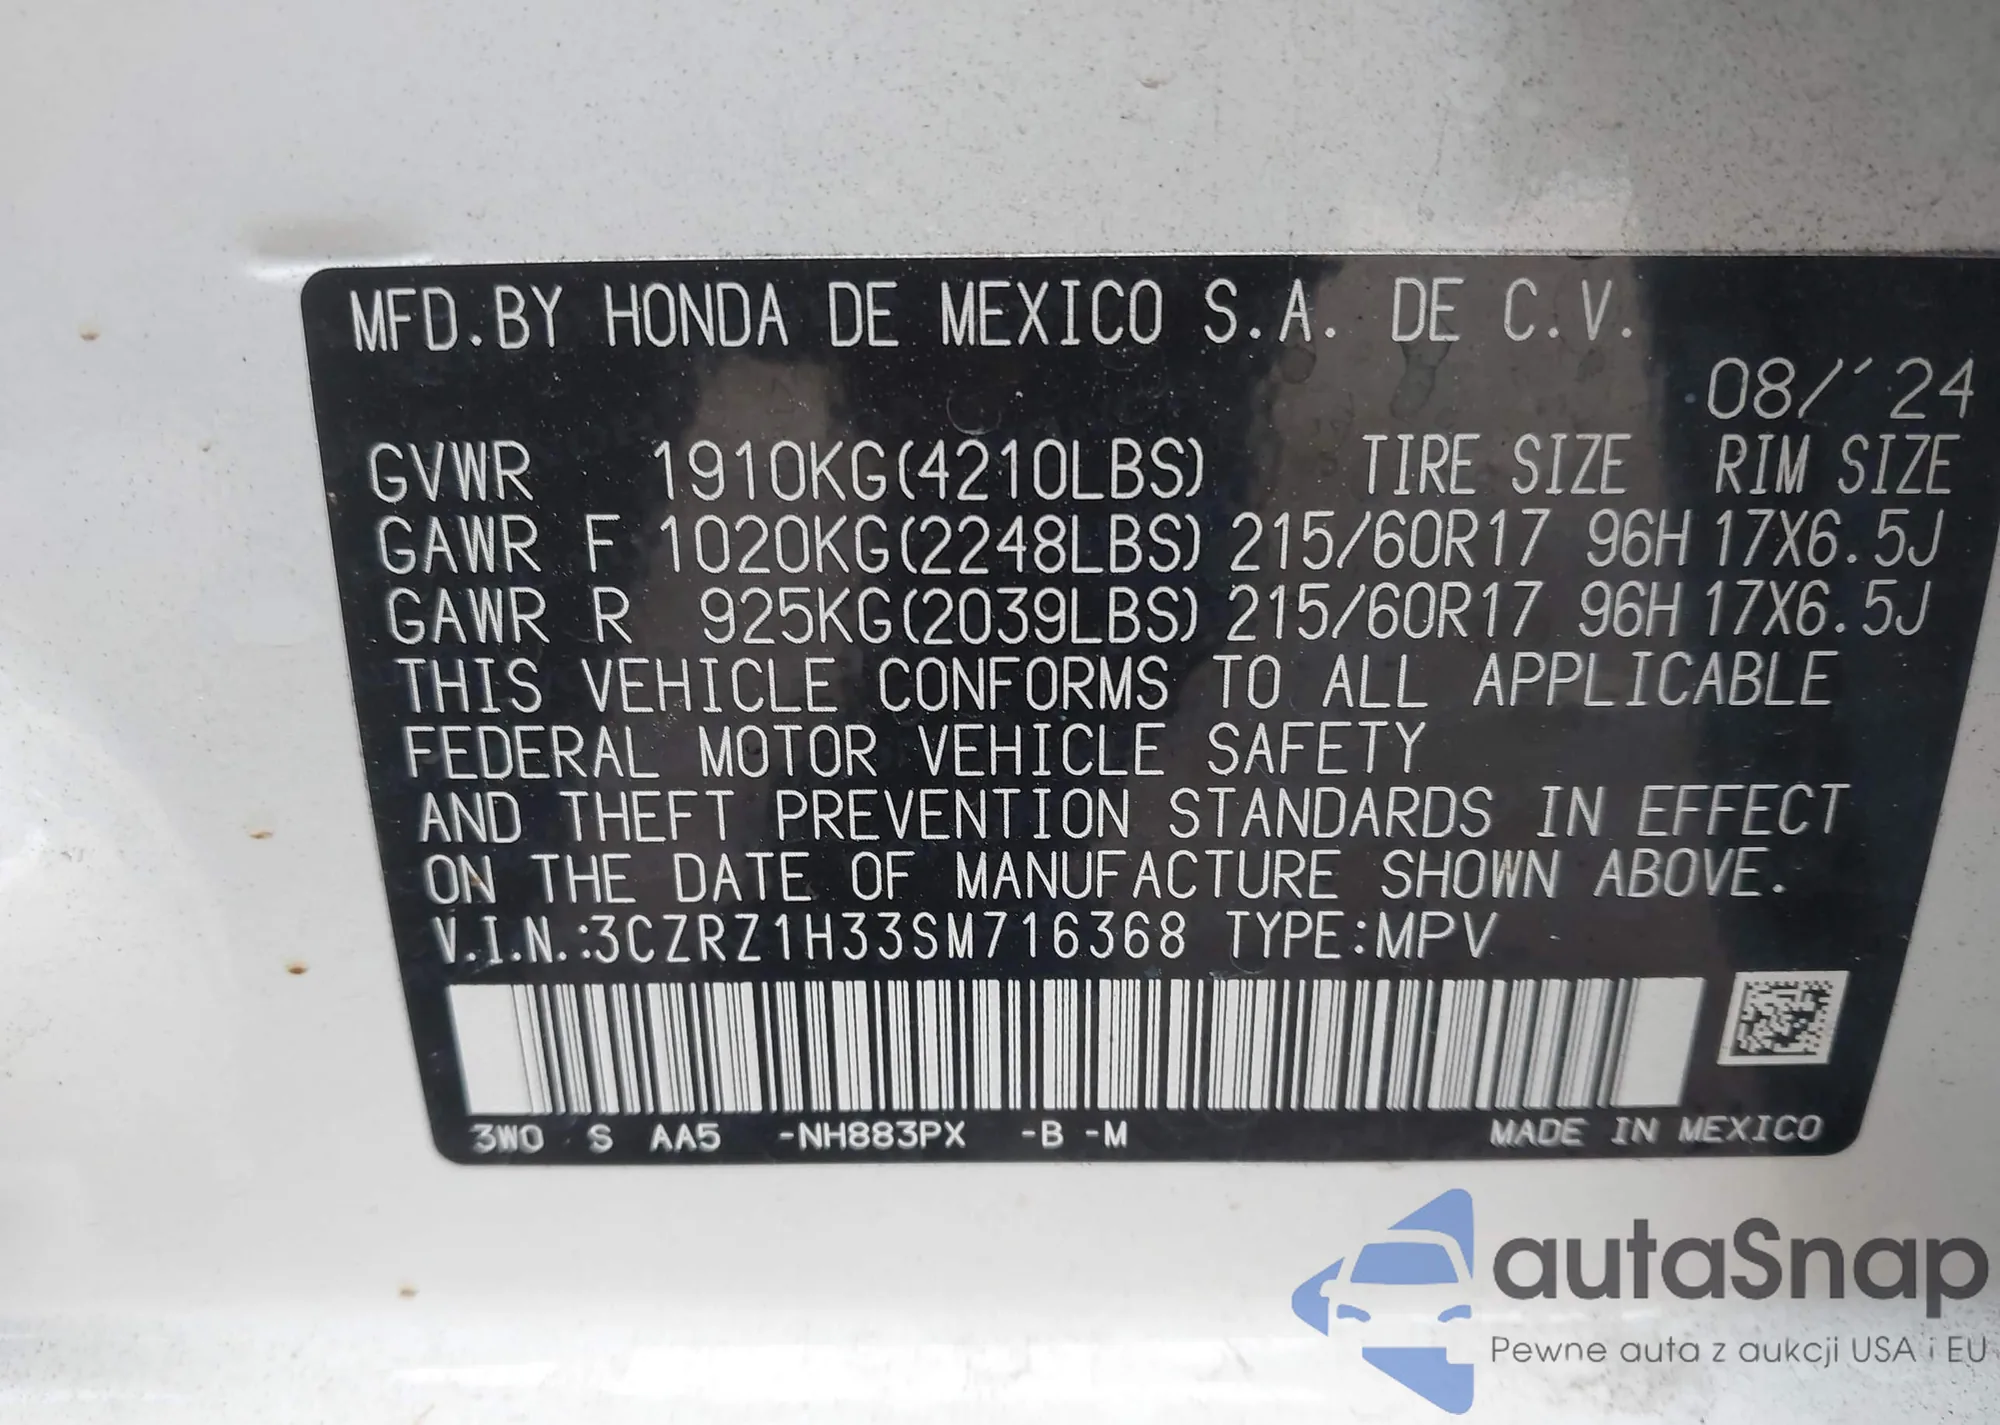 MFD.BY HONDA DE MEXICO S.A. DE C.V.
08/´24
GVWR 1910KG(4210LBS) TIRE SIZE RIM SIZE
GAWR F 1020KG(2248LBS) 215/60R17 96H 17X6.5J
GAWR R 925KG(2039LBS) 215/60R17 96H 17X6.5J
THIS VEHICLE CONFORMS TO ALL APPLICABLE
FEDERAL MOTOR VEHICLE SAFETY
AND THEFT PREVENTION STANDARDS IN EFFECT
ON THE DATE OF MANUFACTURE SHOWN ABOVE.
V.I.N.:3CZRZ1H33SM716368 TYPE:MPV
3W0 S AA5 -NH883PX -B -M MADE IN MEXICO
autaSnap
Pewne auta z aukcji USA i EU